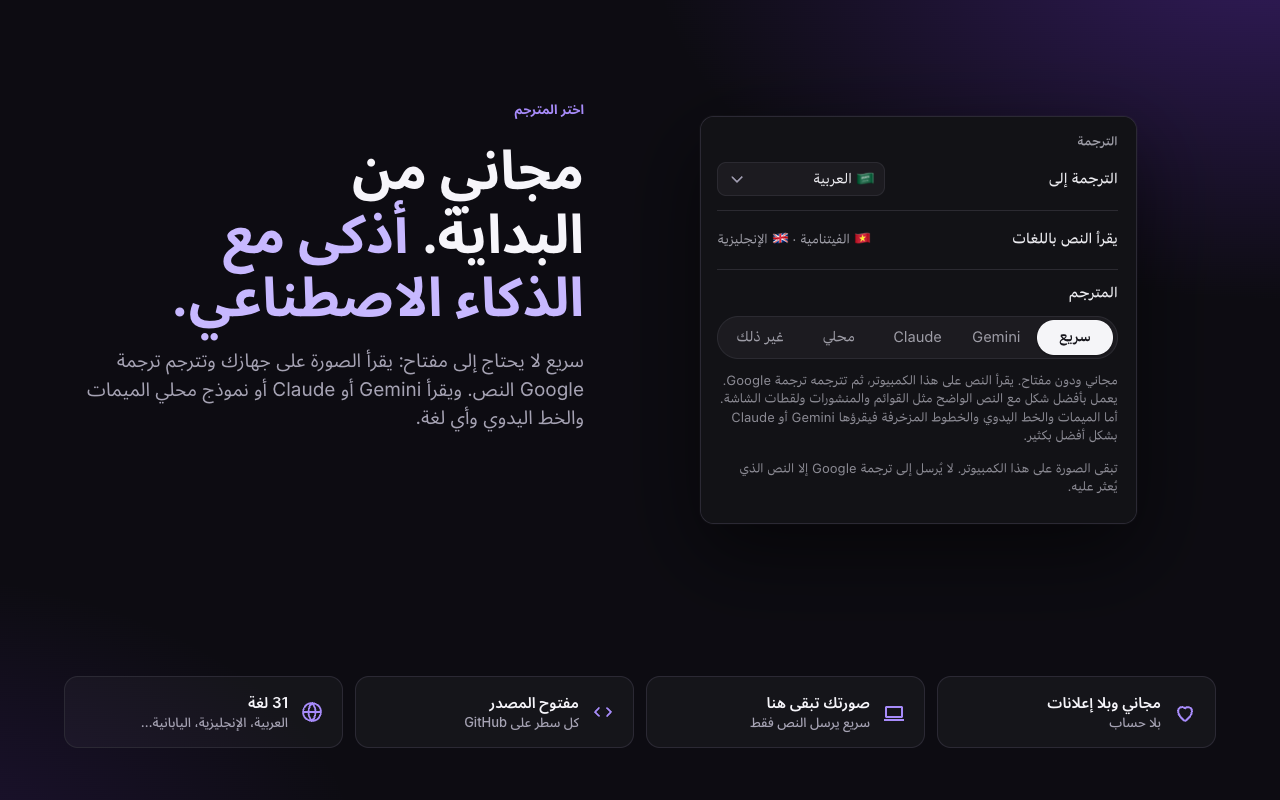 اختر المترجم
مجاني من
البداية. أذكى مع
الذكاء الاصطناعي.
سريع لا يحتاج إلى مفتاح: يقرأ الصورة على جهازك وتترجم ترجمة
Google النص. ويقرأ Gemini أو Claude أو نموذج محلي الميمات
والخط اليدوي وأي لغة.
الترجمة
الترجمة إلى
العربية
يقرأ النص باللغات
الفيتنامية · الإنجليزية
المترجم
سريع
Gemini
Claude
محلي
غير ذلك
مجاني ودون مفتاح. يقرأ النص على هذا الكمبيوتر، ثم تترجمه ترجمة Google.
يعمل بأفضل شكل مع النص الواضح مثل القوائم والمنشورات ولقطات الشاشة.
أما الميمات والخط اليدوي والخطوط المزخرفة فيقرؤها Gemini أو Claude
بشكل أفضل بكثير.
تبقى الصورة على هذا الكمبيوتر. لا يُرسل إلى ترجمة Google إلا النص الذي
يُعثر عليه.
مجاني وبلا إعلانات
بلا حساب
صورتك تبقى هنا
سريع يرسل النص فقط
مفتوح المصدر
كل سطر على GitHub
31 لغة
العربية، الإنجليزية، اليابانية...